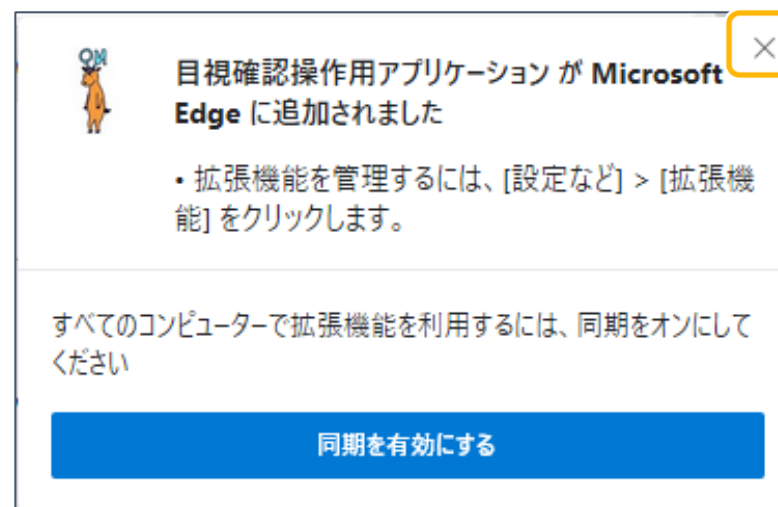 QM
目視確認操作用アプリケーション が Microsoft
Edge に追加されました
• 拡張機能を管理するには、[設定など] > [拡張機
能] をクリックします。
すべてのコンピューターで拡張機能を利用するには、同期をオンにして
ください
同期を有効にする